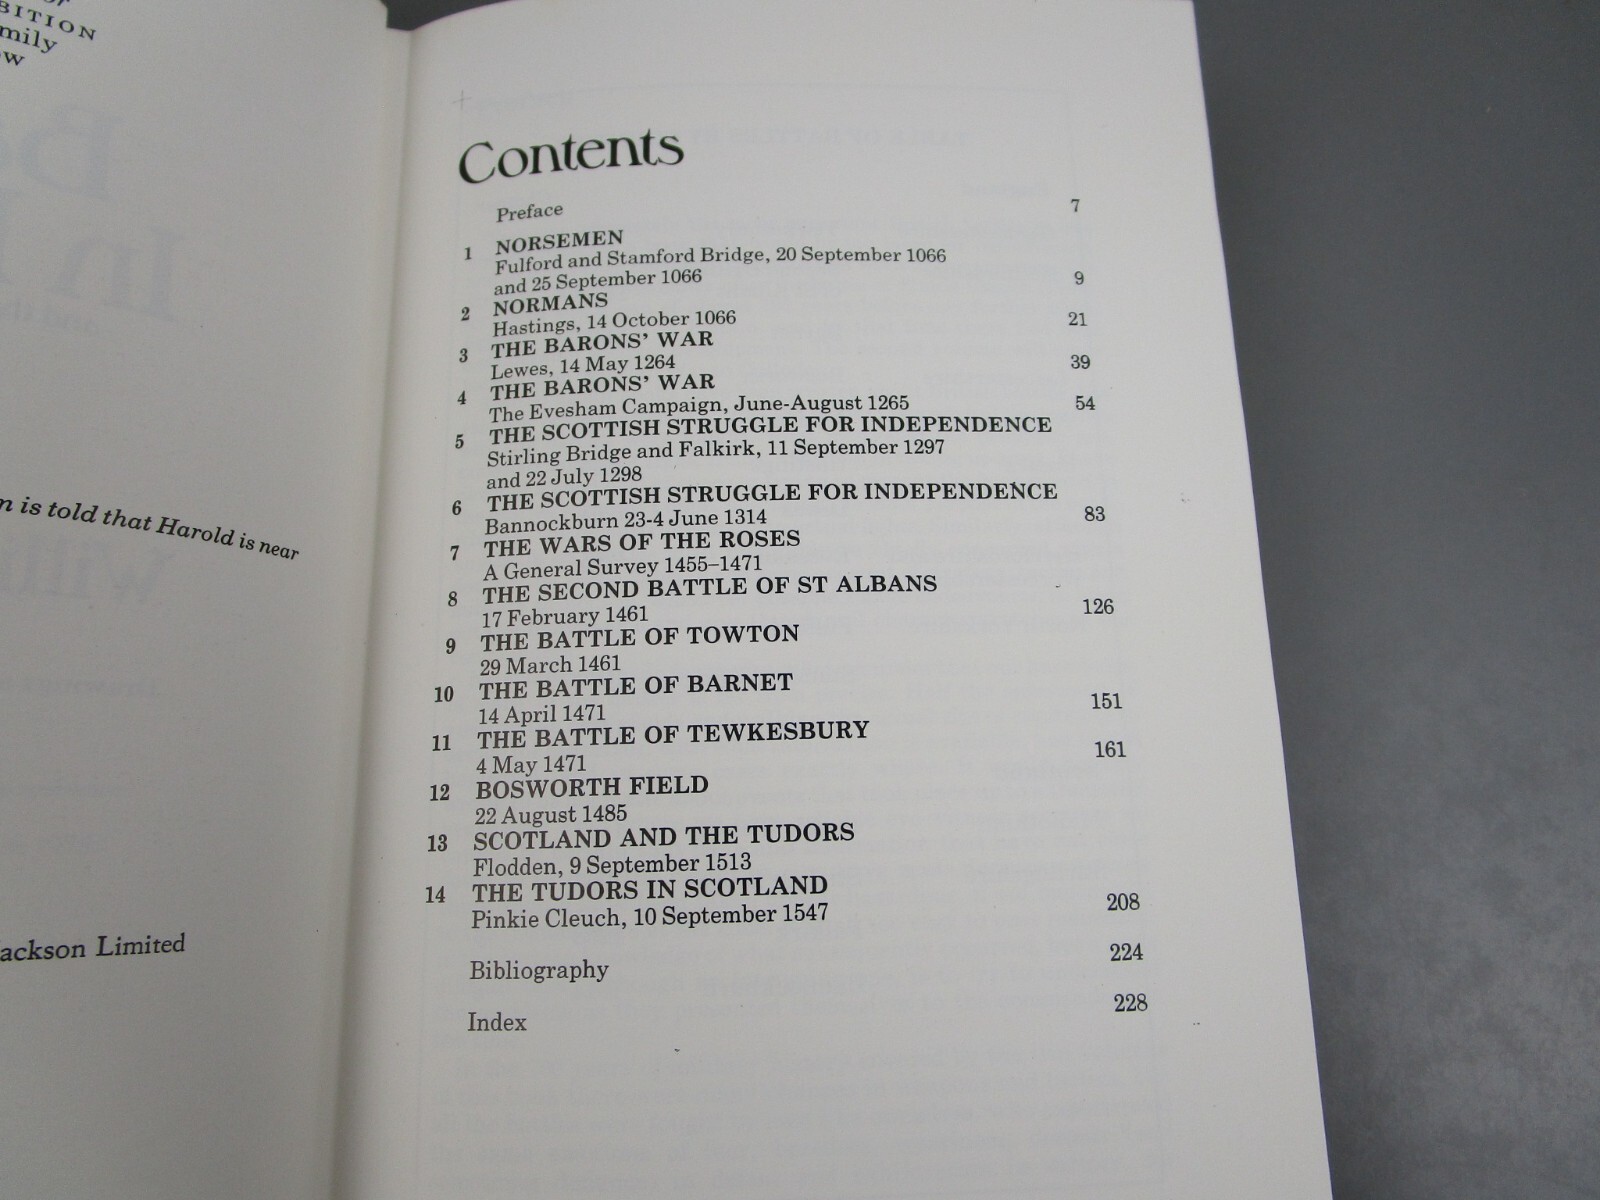 BITION
mily
ow
n is told that Harold is near
ackson Limited
Contents
Preface 7
1 NORSEMEN
Fulford and Stamford Bridge, 20 September 1066
and 25 September 1066 9
2 NORMANS
Hastings, 14 October 1066 21
3 THE BARONS' WAR
Lewes, 14 May 1264 39
4 THE BARONS' WAR
The Evesham Campaign, June-August 1265 54
5 THE SCOTTISH STRUGGLE FOR INDEPENDENCE
Stirling Bridge and Falkirk, 11 September 1297
and 22 July 1298
6 THE SCOTTISH STRUGGLE FOR INDEPENDENCE
Bannockburn 23-4 June 1314 83
7 THE WARS OF THE ROSES
A General Survey 1455–1471
8 THE SECOND BATTLE OF ST ALBANS
17 February 1461 126
9 THE BATTLE OF TOWTON
29 March 1461
10 THE BATTLE OF BARNET
14 April 1471 151
11 THE BATTLE OF TEWKESBURY
4 May 1471 161
12 BOSWORTH FIELD
22 August 1485
13 SCOTLAND AND THE TUDORS
Flodden, 9 September 1513
14 THE TUDORS IN SCOTLAND
Pinkie Cleuch, 10 September 1547 208
Bibliography 224
Index 228